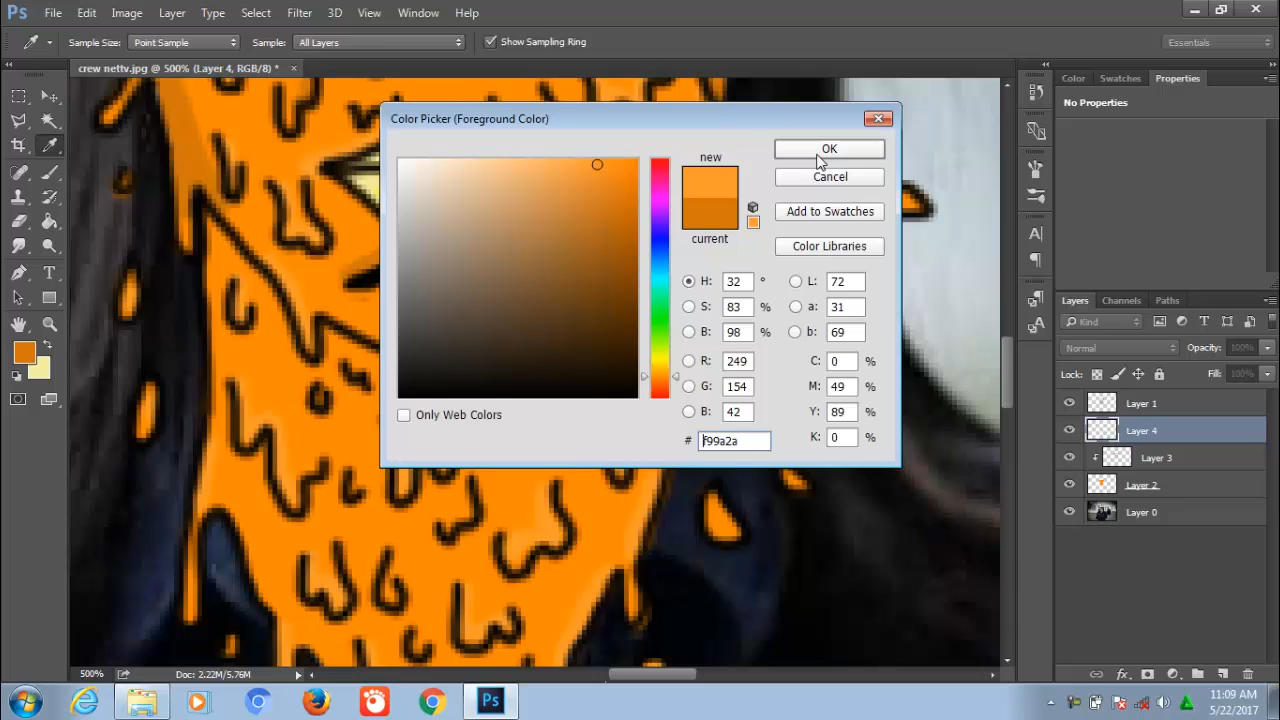 Ps File Edit Image Layer Type Select Filter 3D View Window Help
Sample Size: Point Sample Sample: All Layers Show Sampling Ring Essentials
crew nettv.jpg @ 500% (Layer 4, RGB/8) * ×
Color Swatches Properties
No Properties
Color Picker (Foreground Color)
new
current
OK
Cancel
Add to Swatches
Color Libraries
H: 32 ° L: 72
S: 83 % a: 31
B: 98 % b: 69
R: 249 C: 0 %
G: 154 M: 49 %
B: 42 Y: 89 %
# f99a2a K: 0 %
Only Web Colors
Layers Channels Paths
Kind
Normal Opacity: 100%
Lock: Fill: 100%
Layer 1
Layer 4
Layer 3
Layer 2
Layer 0
500% Doc: 2.22M/5.76M
Ps
11:09 AM
5/22/2017